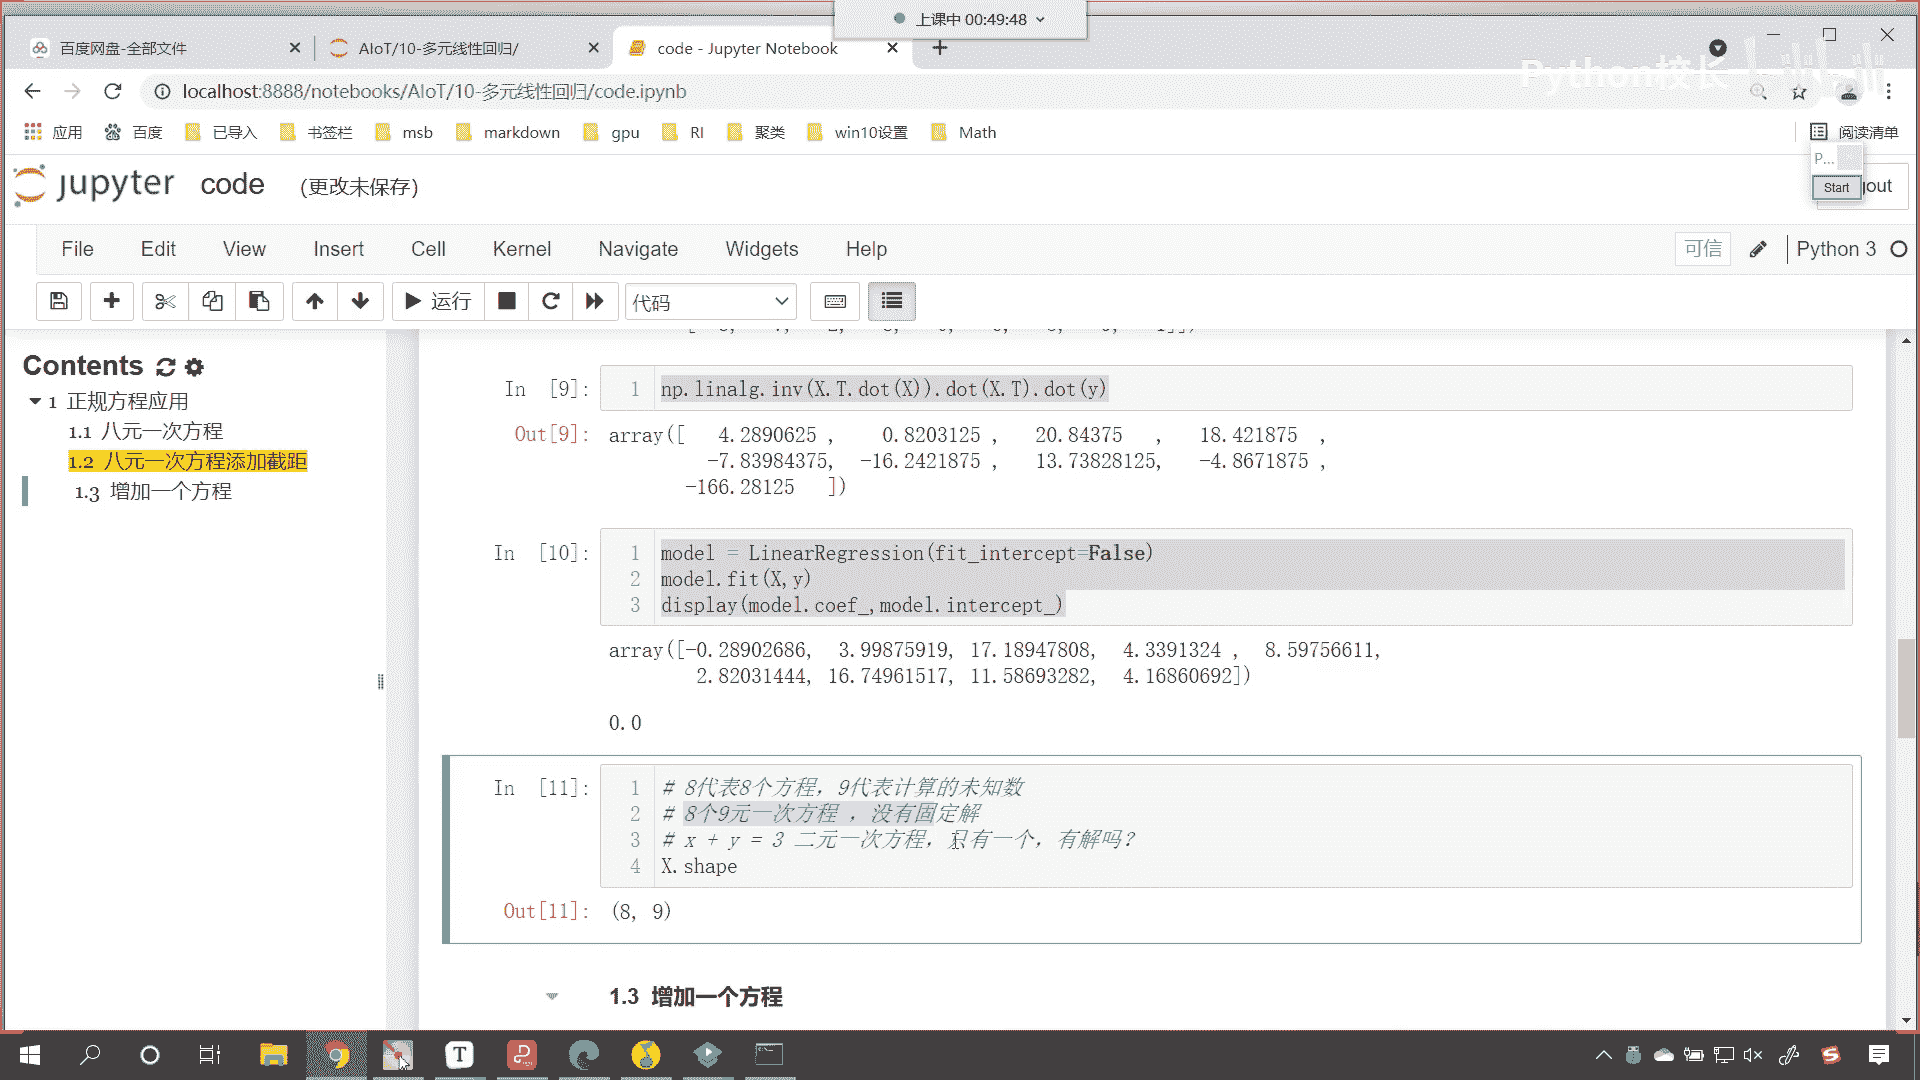 上课中 00:49:48
百度网盘-全部文件
AIoT/10-多元线性回归/
code - Jupyter Notebook
Python校长
localhost:8888/notebooks/AIoT/10-多元线性回归/code.ipynb
应用 百度 已导入 书签栏 msb markdown gpu RI 聚类 win10设置 Math 阅读清单
P...
Start
out
jupyter code (更改未保存)
File Edit View Insert Cell Kernel Navigate Widgets Help 可信 Python 3
运行 代码
Contents
1 正规方程应用
1.1 八元一次方程
1.2 八元一次方程添加截距
1.3 增加一个方程
In [9]: 1 np.linalg.inv(X.T.dot(X)).dot(X.T).dot(y)
Out[9]: array([ 4.2890625 , 0.8203125 , 20.84375 , 18.421875 ,
-7.83984375, -16.2421875 , 13.73828125, -4.8671875 ,
-166.28125 ])
In [10]: 1 model = LinearRegression(fit_intercept=False)
2 model.fit(X,y)
3 display(model.coef_,model.intercept_)
array([-0.28902686, 3.99875919, 17.18947808, 4.3391324 , 8.59756611,
2.82031444, 16.74961517, 11.58693282, 4.16860692])
0.0
In [11]: 1 # 8代表8个方程，9代表计算的未知数
2 # 8个9元一次方程 ，没有固定解
3 # x + y = 3 二元一次方程，只有一个，有解吗？
4 X.shape
Out[11]: (8, 9)
1.3 增加一个方程